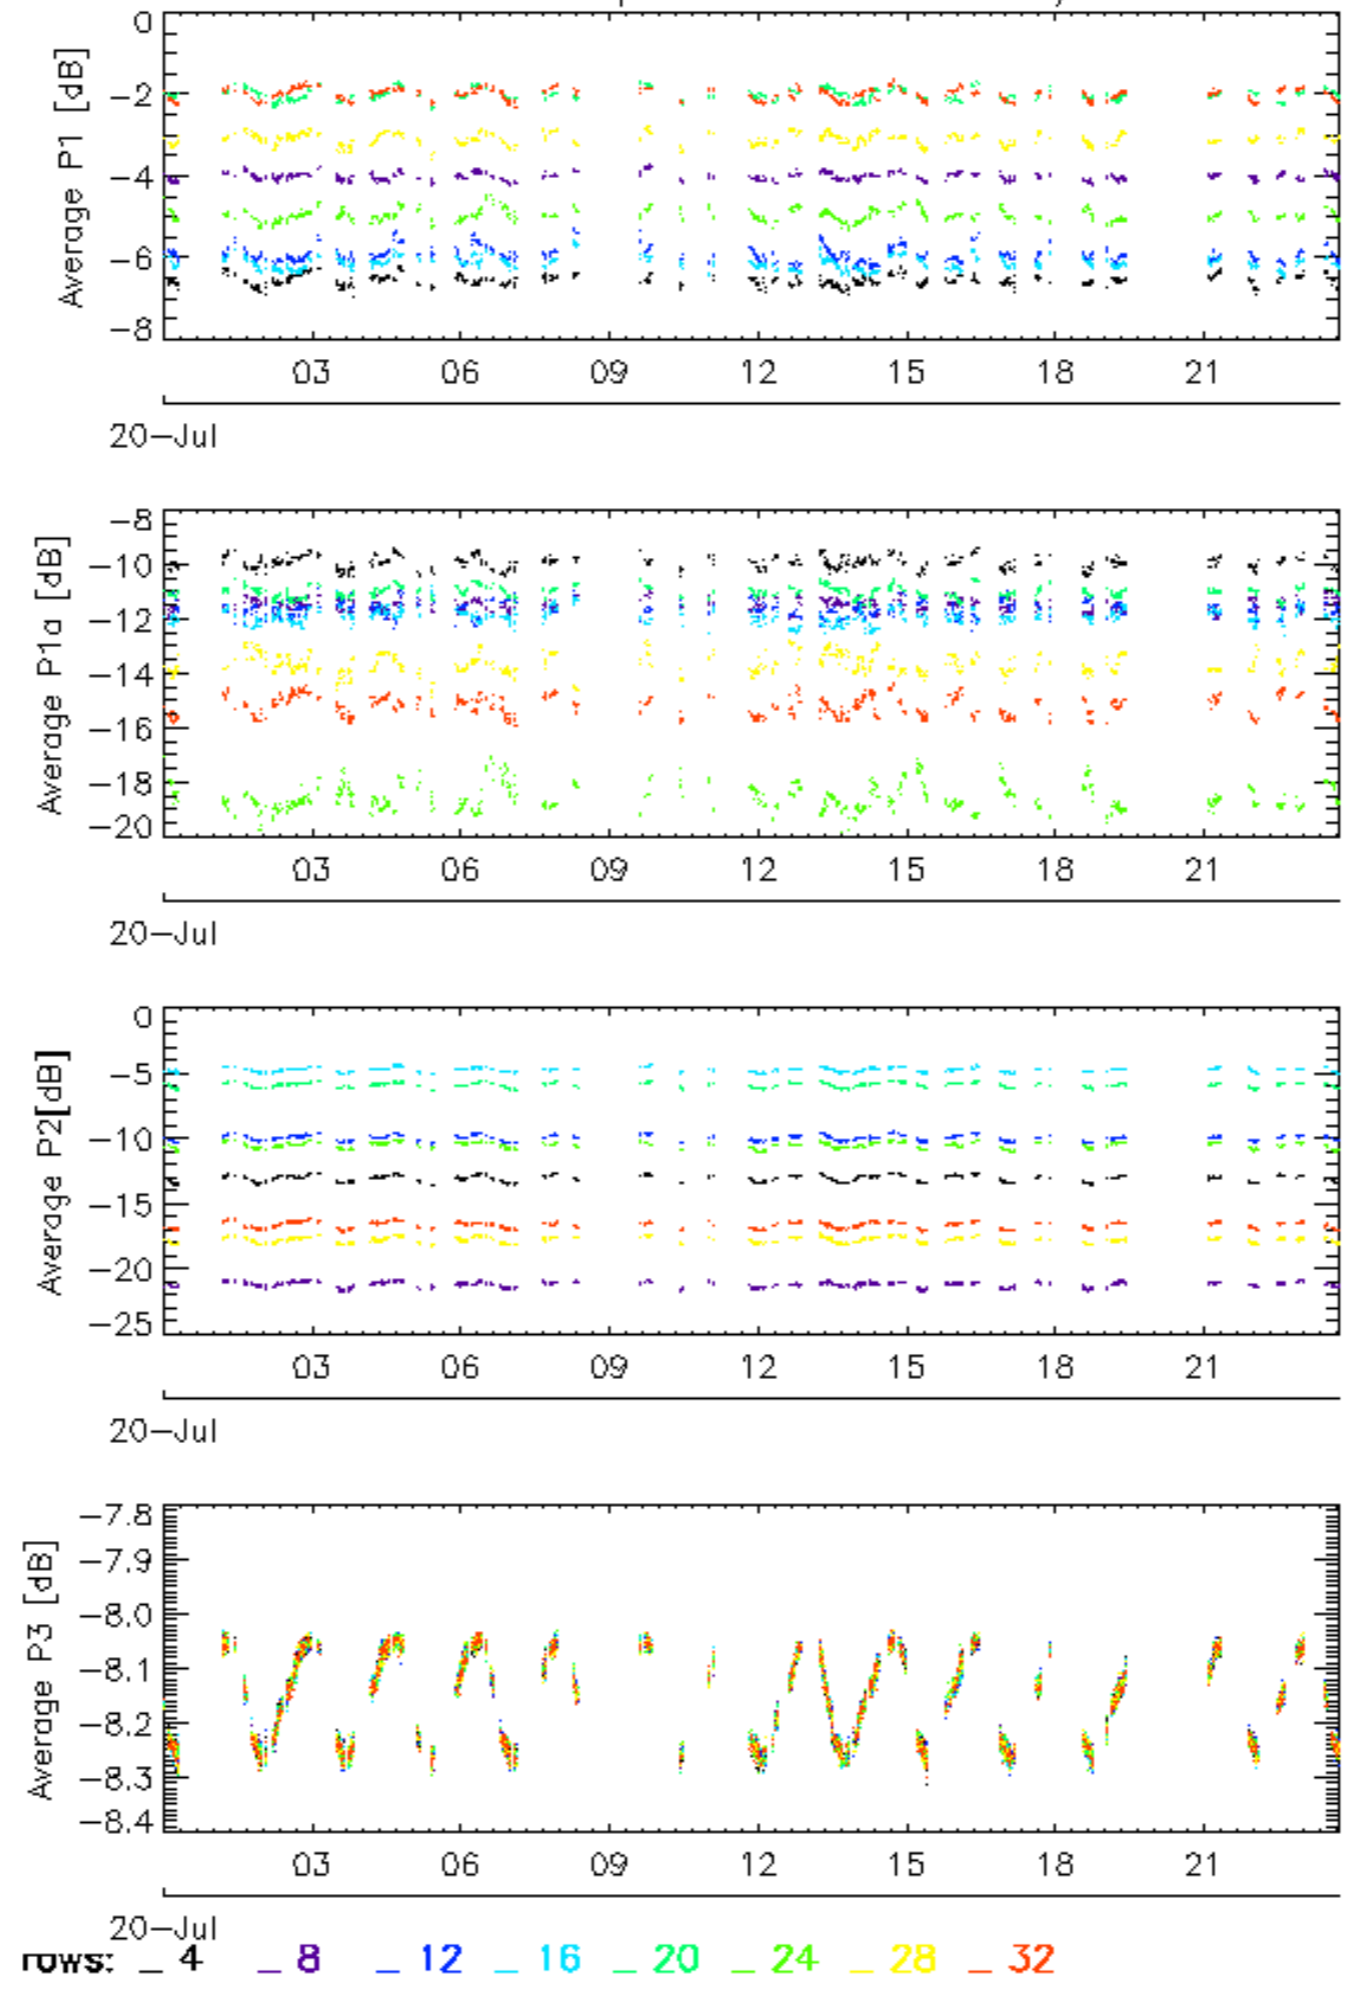 0
−2
−4
−6
−8
Average P1 [dB]
03 06 09 12 15 18 21
20−Jul
−8
−10
−12
−14
−16
−18
−20
Average P1a [dB]
03 06 09 12 15 18 21
20−Jul
0
−5
−10
−15
−20
−25
Average P2[dB]
03 06 09 12 15 18 21
20−Jul
−7.8
−7.9
−8.0
−8.1
−8.2
−8.3
−8.4
Average P3 [dB]
03 06 09 12 15 18 21
20−Jul
rows: _ 4 _ 8 _ 12 _ 16 _ 20 _ 24 _ 28 _ 32